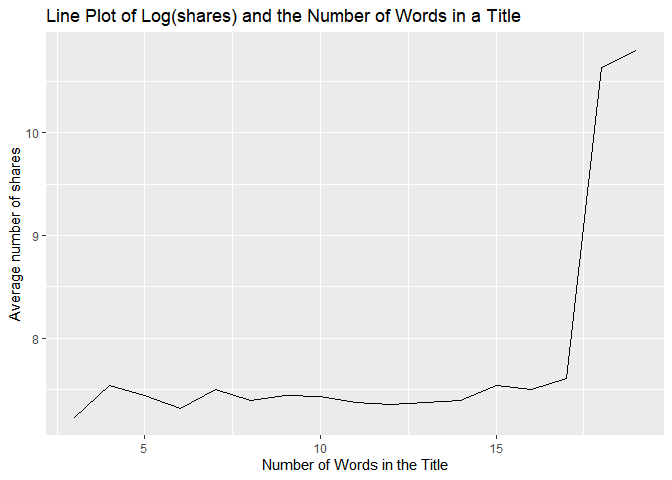 Line Plot of Log(shares) and the Number of Words in a Title
10
9
8
Average number of shares
5 10 15
Number of Words in the Title